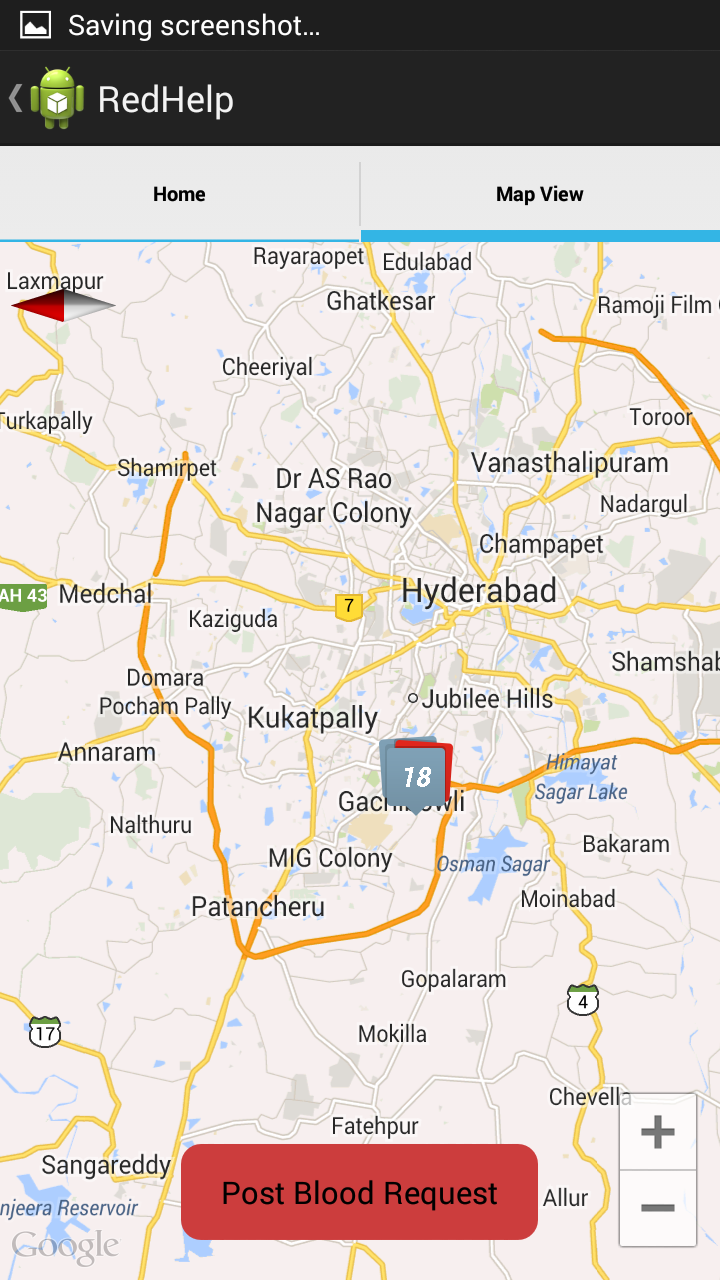 Saving screenshot...
RedHelp
Home
Map View
Rayaraopet
Edulabad
Laxmapur
Ghatkesar
Ramoji Film
Cheeriyal
Turkapally
Toroor
Shamirpet
Vanasthalipuram
Dr AS Rao
Nagar Colony
Nadargul
Champapet
AH 43
Medchal
7
Hyderabad
Kaziguda
Shamshab
Domara
Pocham Pally
Jubilee Hills
Kukatpally
Annaram
Himayat
Sagar Lake
18
Nalthuru
MIG Colony
Osman Sagar
Bakaram
Moinabad
Patancheru
Gopalaram
4
17
Mokilla
Chevella
+
Fatehpur
Sangareddy
Post Blood Request
Allur
−
njeera Reservoir
Google